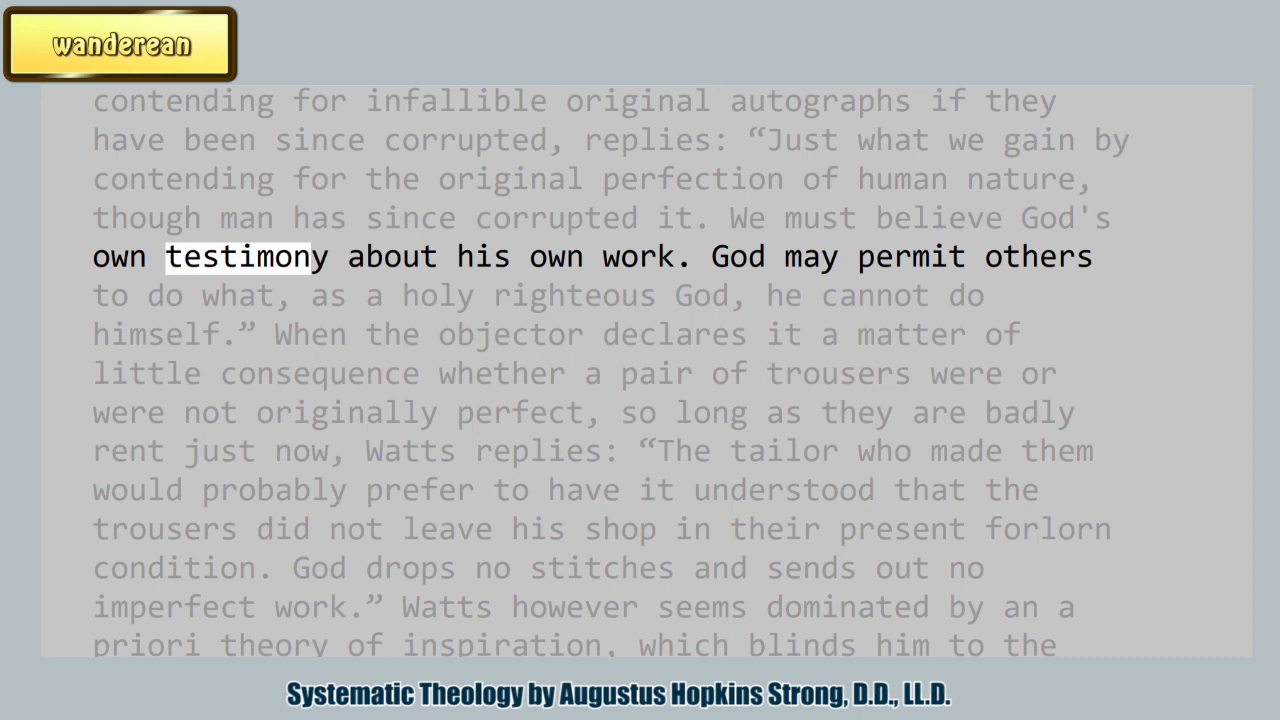 wanderean
contending for infallible original autographs if they
have been since corrupted, replies: “Just what we gain by
contending for the original perfection of human nature,
though man has since corrupted it. We must believe God's
own testimony about his own work. God may permit others
to do what, as a holy righteous God, he cannot do
himself.” When the objector declares it a matter of
little consequence whether a pair of trousers were or
were not originally perfect, so long as they are badly
rent just now, Watts replies: “The tailor who made them
would probably prefer to have it understood that the
trousers did not leave his shop in their present forlorn
condition. God drops no stitches and sends out no
imperfect work.” Watts however seems dominated by an a
priori theory of inspiration, which blinds him to the
Systematic Theology by Augustus Hopkins Strong, D.D., LL.D.